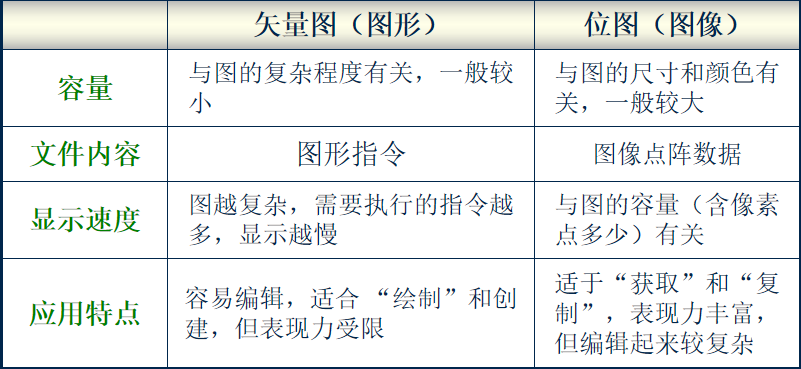 矢量图（图形）
位图（图像）
容量
与图的复杂程度有关，一般较
小
与图的尺寸和颜色有
关，一般较大
文件内容
图形指令
图像点阵数据
显示速度
图越复杂，需要执行的指令越
多，显示越慢
与图的容量（含像素
点多少）有关
应用特点
容易编辑，适合 “绘制”和创
建，但表现力受限
适于“获取”和“复
制”，表现力丰富，
但编辑起来较复杂